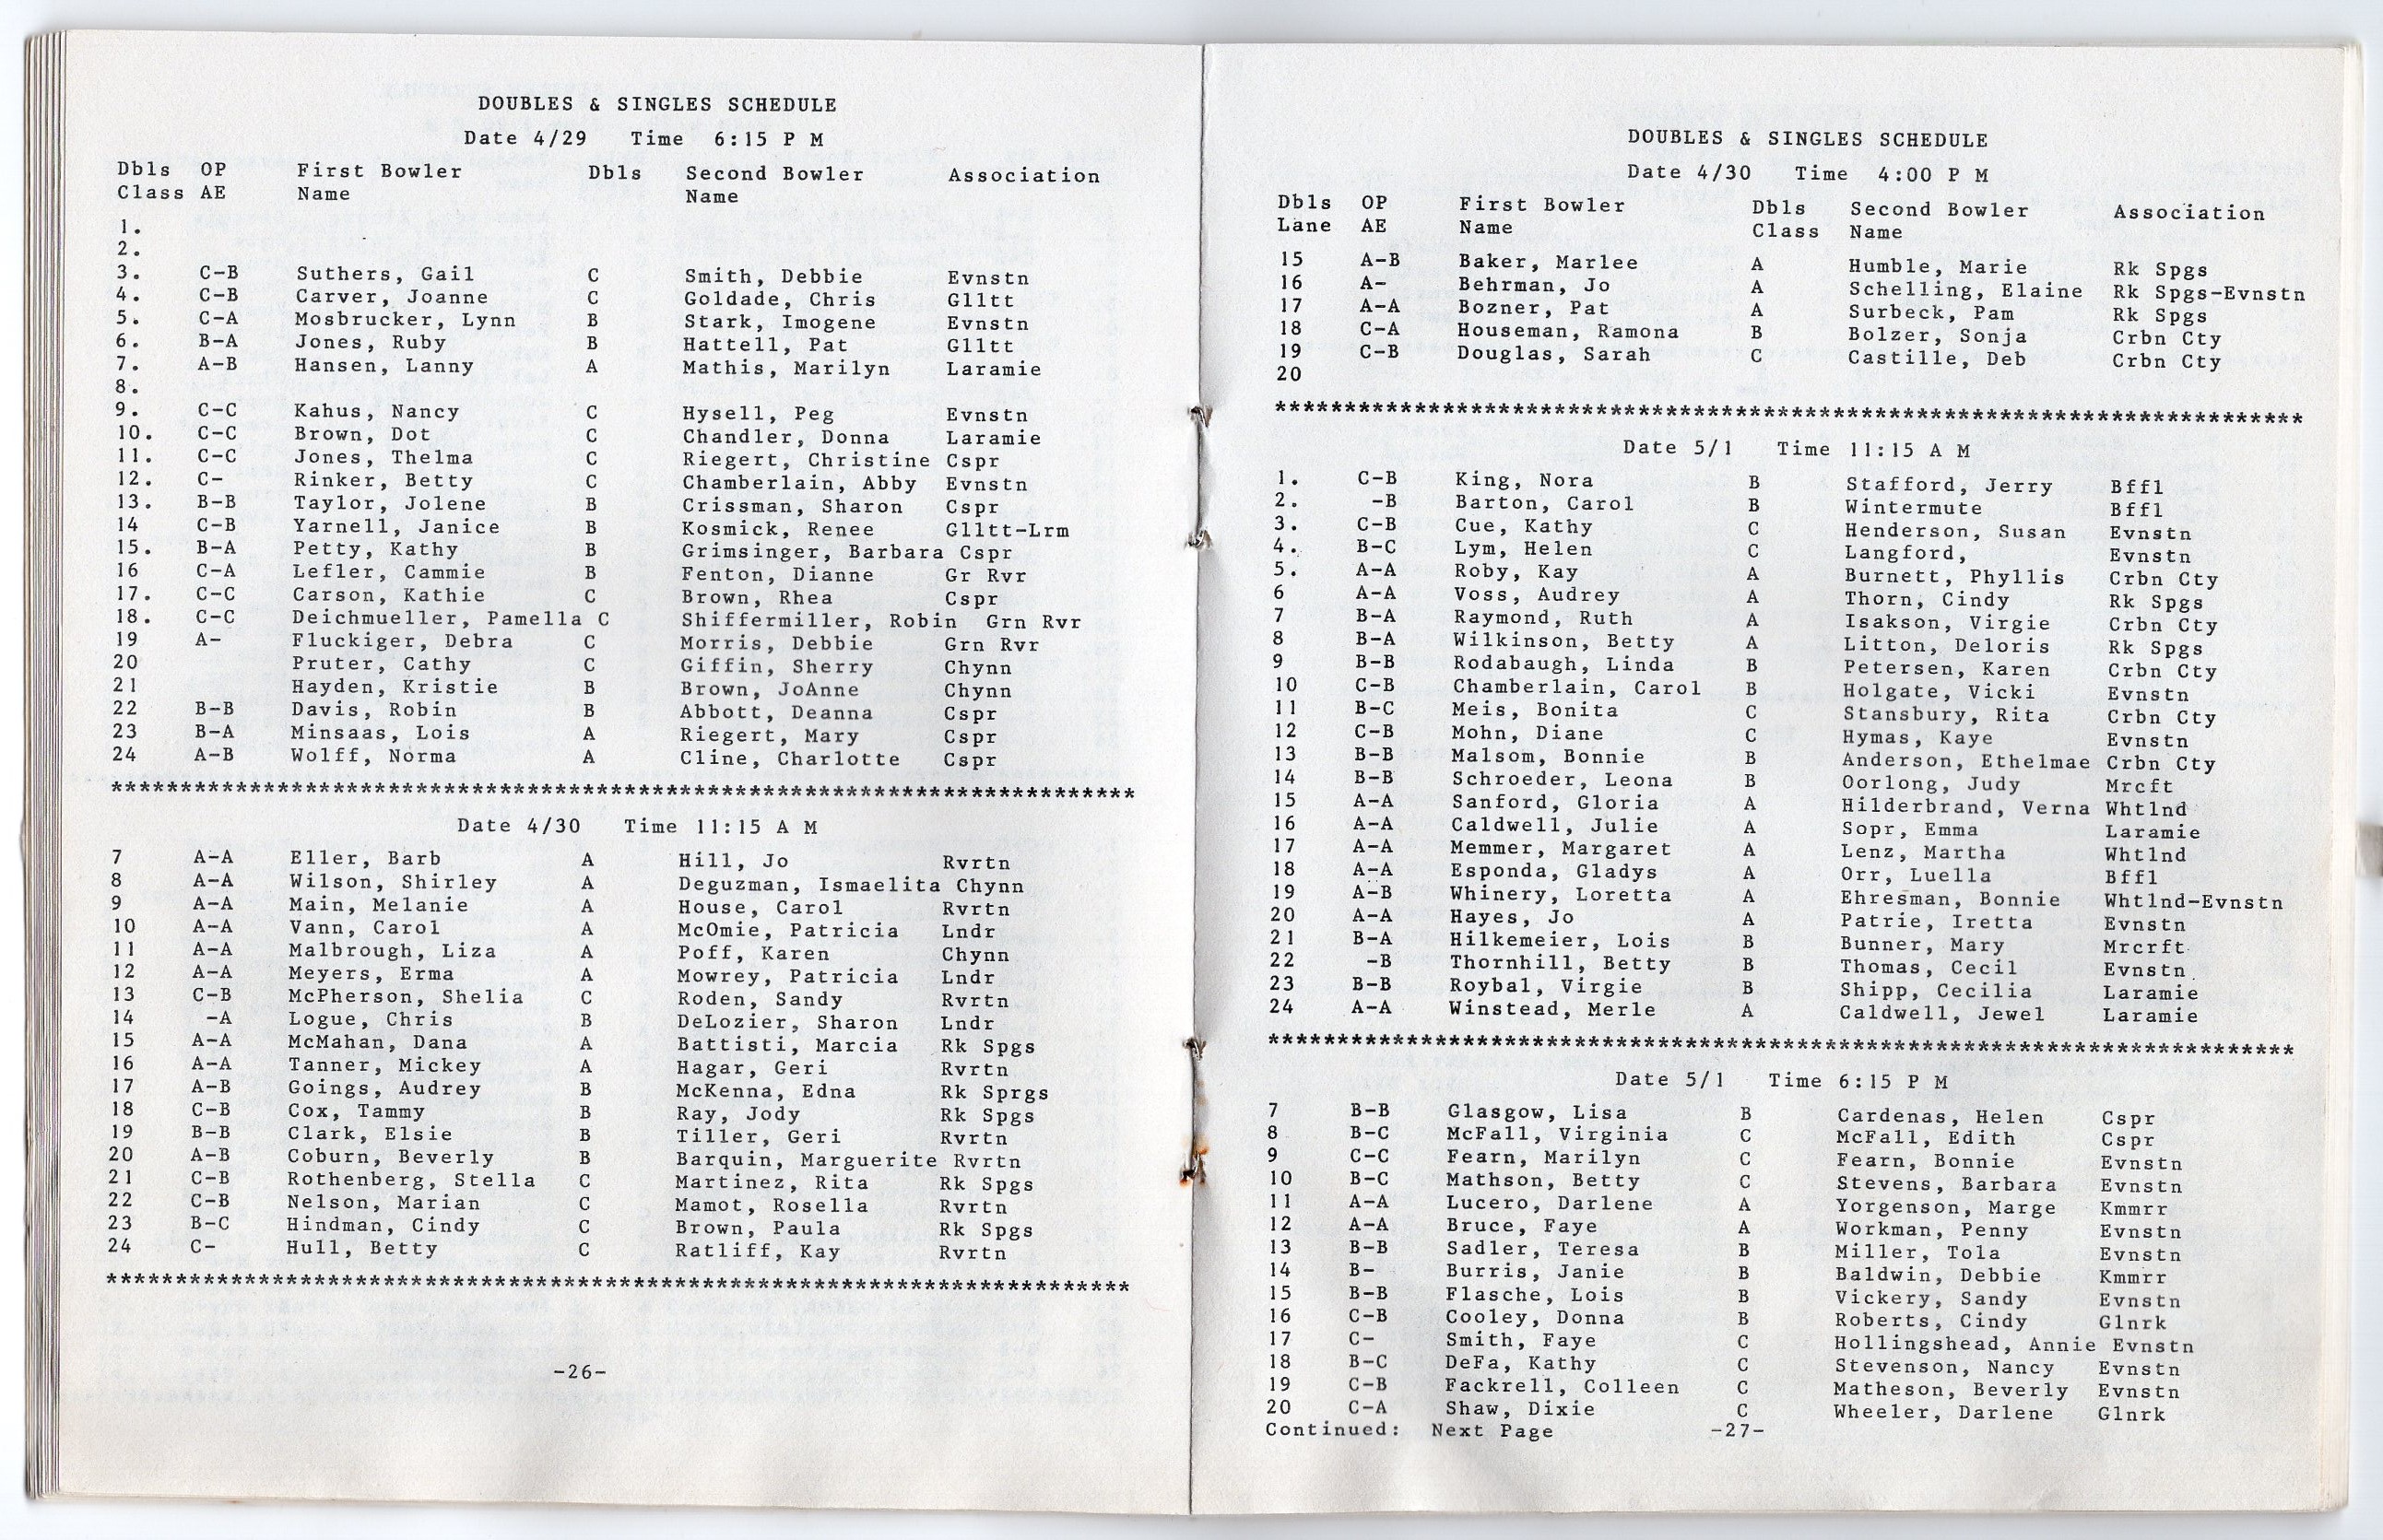 DOUBLES & SINGLES SCHEDULE
Date 4/29 Time 6:15 P M
Dbls OP First Bowler Dbls Second Bowler Association
Class AE Name Name
1.
2.
3. C-B Suthers, Gail C Smith, Debbie Evnstn
4. C-B Carver, Joanne C Goldade, Chris Glltt
5. C-A Mosbrucker, Lynn B Stark, Imogene Evnstn
6. B-A Jones, Ruby B Hattell, Pat Glltt
7. A-B Hansen, Lanny A Mathis, Marilyn Laramie
8.
9. C-C Kahus, Nancy C Hysell, Peg Evnstn
10. C-C Brown, Dot C Chandler, Donna Laramie
11. C-C Jones, Thelma C Riegert, Christine Cspr
12. C- Rinker, Betty C Chamberlain, Abby Evnstn
13. B-B Taylor, Jolene B Crissman, Sharon Cspr
14 C-B Yarnell, Janice B Kosmick, Renee Glltt-Lrm
15. B-A Petty, Kathy B Grimsinger, Barbara Cspr
16 C-A Lefler, Cammie B Fenton, Dianne Gr Rvr
17. C-C Carson, Kathie C Brown, Rhea Cspr
18. C-C Deichmueller, Pamella C Shiffermiller, Robin Grn Rvr
19 A- Fluckiger, Debra C Morris, Debbie Grn Rvr
20 Pruter, Cathy C Giffin, Sherry Chynn
21 Hayden, Kristie B Brown, JoAnne Chynn
22 B-B Davis, Robin B Abbott, Deanna Cspr
23 B-A Minsaas, Lois A Riegert, Mary Cspr
24 A-B Wolff, Norma A Cline, Charlotte Cspr
**************************************************************************
Date 4/30 Time 11:15 A M
7 A-A Eller, Barb A Hill, Jo Rvrtn
8 A-A Wilson, Shirley A Deguzman, Ismaelita Chynn
9 A-A Main, Melanie A House, Carol Rvrtn
10 A-A Vann, Carol A McOmie, Patricia Lndr
11 A-A Malbrough, Liza A Poff, Karen Chynn
12 A-A Meyers, Erma A Mowrey, Patricia Lndr
13 C-B McPherson, Shelia C Roden, Sandy Rvrtn
14 -A Logue, Chris B DeLozier, Sharon Lndr
15 A-A McMahan, Dana A Battisti, Marcia Rk Spgs
16 A-A Tanner, Mickey A Hagar, Geri Rvrtn
17 A-B Goings, Audrey B McKenna, Edna Rk Sprgs
18 C-B Cox, Tammy B Ray, Jody Rk Spgs
19 B-B Clark, Elsie B Tiller, Geri Rvrtn
20 A-B Coburn, Beverly B Barquin, Marguerite Rvrtn
21 C-B Rothenberg, Stella C Martinez, Rita Rk Spgs
22 C-B Nelson, Marian C Mamot, Rosella Rvrtn
23 B-C Hindman, Cindy C Brown, Paula Rk Spgs
24 C- Hull, Betty C Ratliff, Kay Rvrtn
**************************************************************************
-26-
DOUBLES & SINGLES SCHEDULE
Date 4/30 Time 4:00 P M
Dbls OP First Bowler Dbls Second Bowler Association
Lane AE Name Class Name
15 A-B Baker, Marlee A Humble, Marie Rk Spgs
16 A- Behrman, Jo A Schelling, Elaine Rk Spgs-Evnstn
17 A-A Bozner, Pat A Surbeck, Pam Rk Spgs
18 C-A Houseman, Ramona B Bolzer, Sonja Crbn Cty
19 C-B Douglas, Sarah C Castille, Deb Crbn Cty
20
**************************************************************************
Date 5/1 Time 11:15 A M
1. C-B King, Nora B Stafford, Jerry Bffl
2. -B Barton, Carol B Wintermute Bffl
3. C-B Cue, Kathy C Henderson, Susan Evnstn
4. B-C Lym, Helen C Langford, Evnstn
5. A-A Roby, Kay A Burnett, Phyllis Crbn Cty
6 A-A Voss, Audrey A Thorn, Cindy Rk Spgs
7 B-A Raymond, Ruth A Isakson, Virgie Crbn Cty
8 B-A Wilkinson, Betty A Litton, Deloris Rk Spgs
9 B-B Rodabaugh, Linda B Petersen, Karen Crbn Cty
10 C-B Chamberlain, Carol B Holgate, Vicki Evnstn
11 B-C Meis, Bonita C Stansbury, Rita Crbn Cty
12 C-B Mohn, Diane C Hymas, Kaye Evnstn
13 B-B Malsom, Bonnie B Anderson, Ethelmae Crbn Cty
14 B-B Schroeder, Leona B Oorlong, Judy Mrcft
15 A-A Sanford, Gloria A Hilderbrand, Verna Whtlnd
16 A-A Caldwell, Julie A Sopr, Emma Laramie
17 A-A Memmer, Margaret A Lenz, Martha Whtlnd
18 A-A Esponda, Gladys A Orr, Luella Bffl
19 A-B Whinery, Loretta A Ehresman, Bonnie Whtlnd-Evnstn
20 A-A Hayes, Jo A Patrie, Iretta Evnstn
21 B-A Hilkemeier, Lois B Bunner, Mary Mrcrft
22 -B Thornhill, Betty B Thomas, Cecil Evnstn
23 B-B Roybal, Virgie B Shipp, Cecilia Laramie
24 A-A Winstead, Merle A Caldwell, Jewel Laramie
**************************************************************************
Date 5/1 Time 6:15 P M
7 B-B Glasgow, Lisa B Cardenas, Helen Cspr
8 B-C McFall, Virginia C McFall, Edith Cspr
9 C-C Fearn, Marilyn C Fearn, Bonnie Evnstn
10 B-C Mathson, Betty C Stevens, Barbara Evnstn
11 A-A Lucero, Darlene A Yorgenson, Marge Kmmrr
12 A-A Bruce, Faye A Workman, Penny Evnstn
13 B-B Sadler, Teresa B Miller, Tola Evnstn
14 B- Burris, Janie B Baldwin, Debbie Kmmrr
15 B-B Flasche, Lois B Vickery, Sandy Evnstn
16 C-B Cooley, Donna B Roberts, Cindy Glnrk
17 C- Smith, Faye C Hollingshead, Annie Evnstn
18 B-C DeFa, Kathy C Stevenson, Nancy Evnstn
19 C-B Fackrell, Colleen C Matheson, Beverly Evnstn
20 C-A Shaw, Dixie C Wheeler, Darlene Glnrk
Continued: Next Page -27-